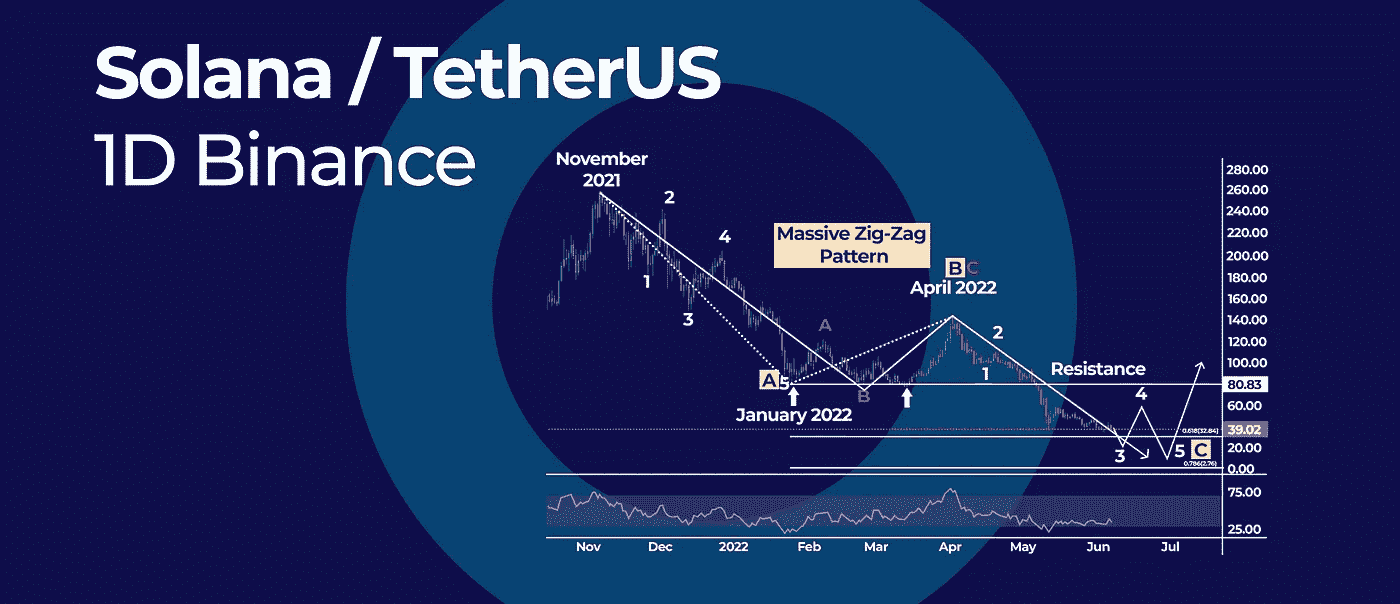 Solana / TetherUS
1D Binance
November
2021
2
4
1
3
Massive Zig-Zag
Pattern
B C
April 2022
A
A 5
B
January 2022
2
1
Resistance
4
3
5 C
0.618(32.84)
0.786(2.76)
280.00
260.00
240.00
220.00
200.00
180.00
160.00
140.00
120.00
100.00
80.83
60.00
39.02
20.00
0.00
75.00
25.00
Nov Dec 2022 Feb Mar Apr May Jun Jul